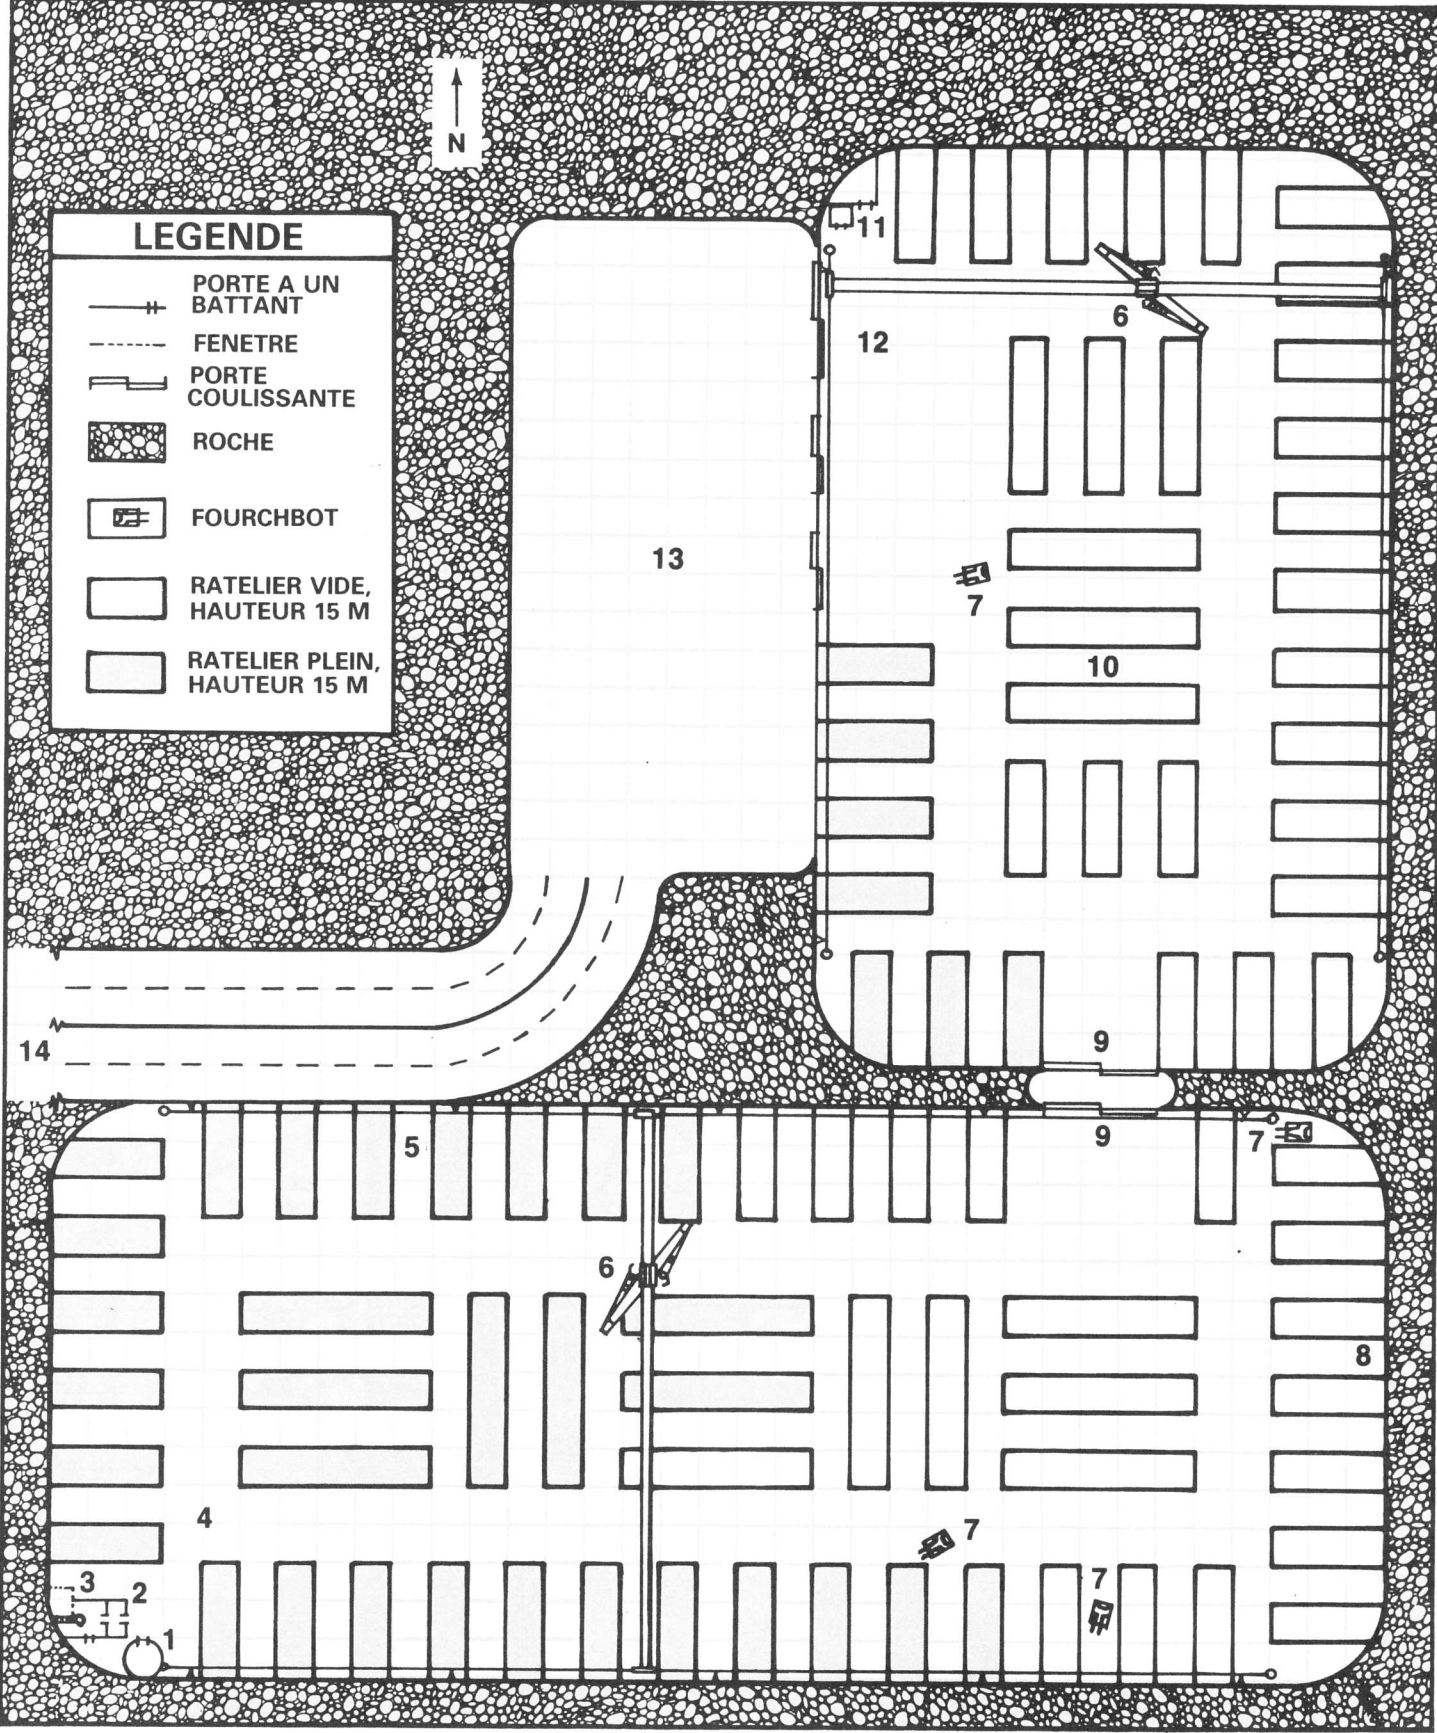 N
LEGENDE
PORTE A UN
BATTANT
FENETRE
PORTE
COULISSANTE
ROCHE
FOURCHBOT
RATELIER VIDE,
HAUTEUR 15 M
RATELIER PLEIN,
HAUTEUR 15 M
11
6
12
13
7
10
14
9
9
7
5
6
8
4
7
3
2
7
1